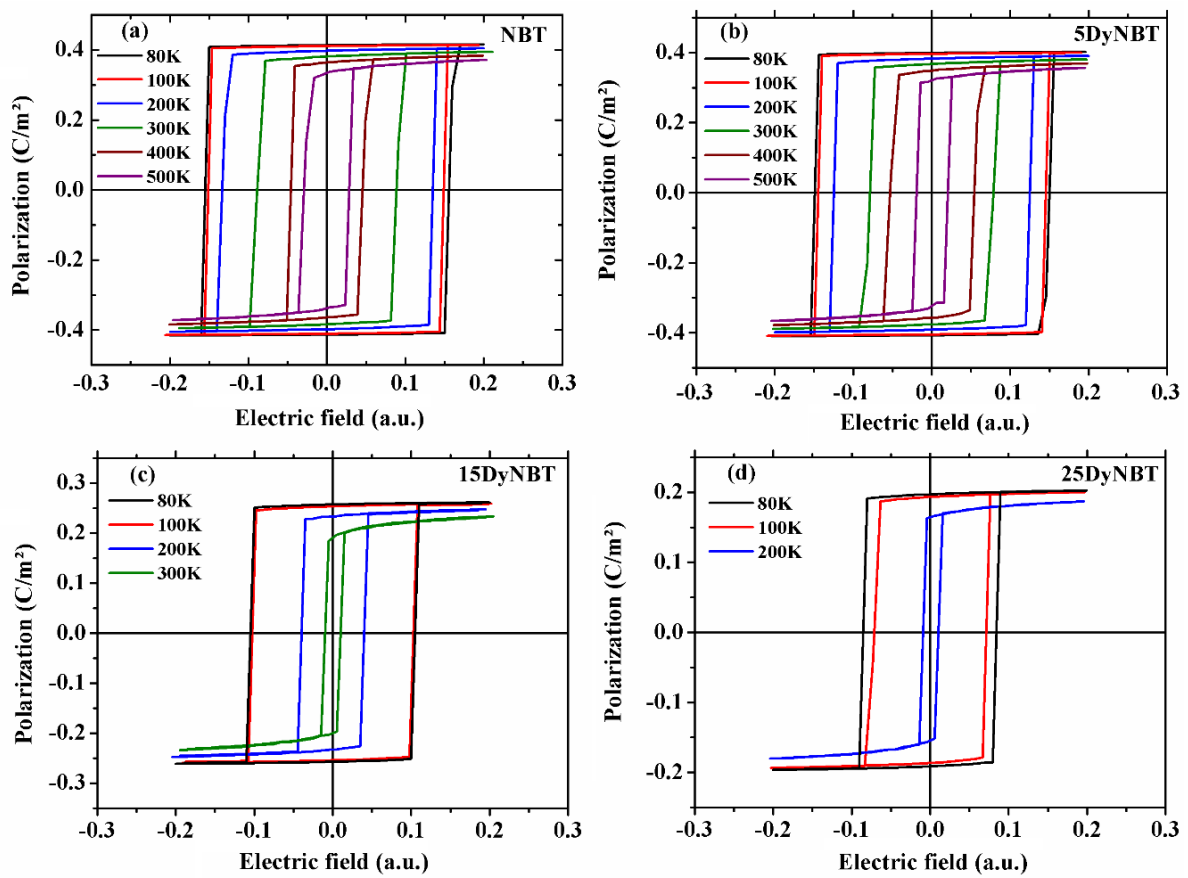 (a)
NBT
80K
100K
200K
300K
400K
500K
0.4
0.2
0.0
-0.2
-0.4
-0.3 -0.2 -0.1 0.0 0.1 0.2 0.3
Polarization (C/m²)
Electric field (a.u.)
(b)
5DyNBT
80K
100K
200K
300K
400K
500K
0.4
0.2
0.0
-0.2
-0.4
-0.3 -0.2 -0.1 0.0 0.1 0.2 0.3
Polarization (C/m²)
Electric field (a.u.)
(c)
15DyNBT
80K
100K
200K
300K
0.3
0.2
0.1
0.0
-0.1
-0.2
-0.3
-0.3 -0.2 -0.1 0.0 0.1 0.2 0.3
Polarization (C/m²)
Electric field (a.u.)
(d)
25DyNBT
80K
100K
200K
0.2
0.1
0.0
-0.1
-0.2
-0.3 -0.2 -0.1 0.0 0.1 0.2 0.3
Polarization (C/m²)
Electric field (a.u.)